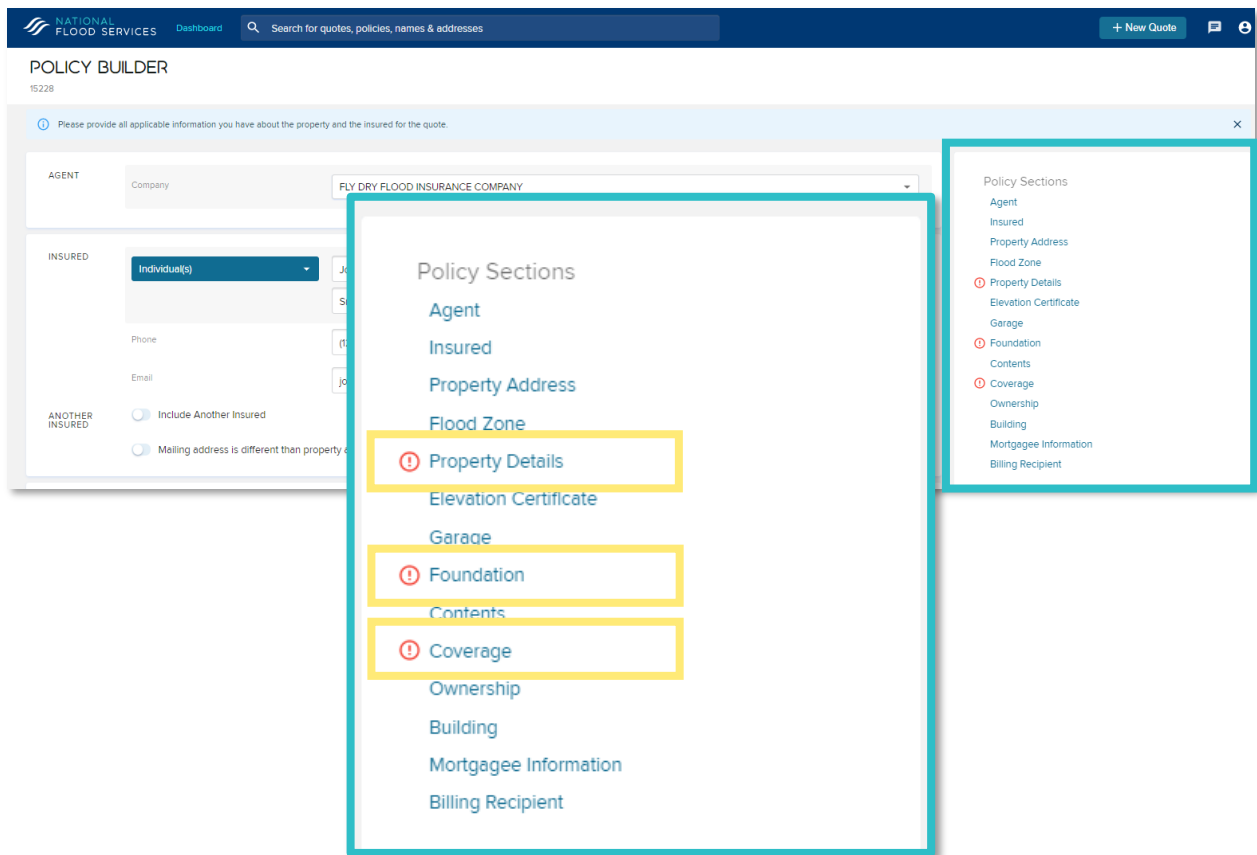 NATIONAL
FLOOD SERVICES
Dashboard
Search for quotes, policies, names & addresses
+ New Quote
POLICY BUILDER
15228
Please provide all applicable information you have about the property and the insured for the quote.
AGENT
Company
FLY DRY FLOOD INSURANCE COMPANY
INSURED
Individual(s)
Phone
Email
ANOTHER
INSURED
Include Another Insured
Mailing address is different than property
Policy Sections
Agent
Insured
Property Address
Flood Zone
Property Details
Elevation Certificate
Garage
Foundation
Contents
Coverage
Ownership
Building
Mortgagee Information
Billing Recipient
Policy Sections
Agent
Insured
Property Address
Flood Zone
Property Details
Elevation Certificate
Garage
Foundation
Contents
Coverage
Ownership
Building
Mortgagee Information
Billing Recipient